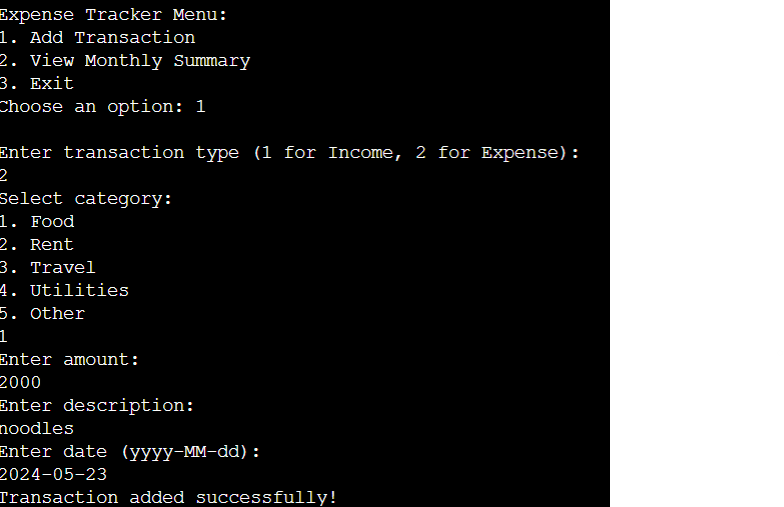 Expense Tracker Menu:
1. Add Transaction
2. View Monthly Summary
3. Exit
Choose an option: 1
Enter transaction type (1 for Income, 2 for Expense):
2
Select category:
1. Food
2. Rent
3. Travel
4. Utilities
5. Other
1
Enter amount:
2000
Enter description:
noodles
Enter date (yyyy-MM-dd):
2024-05-23
Transaction added successfully!